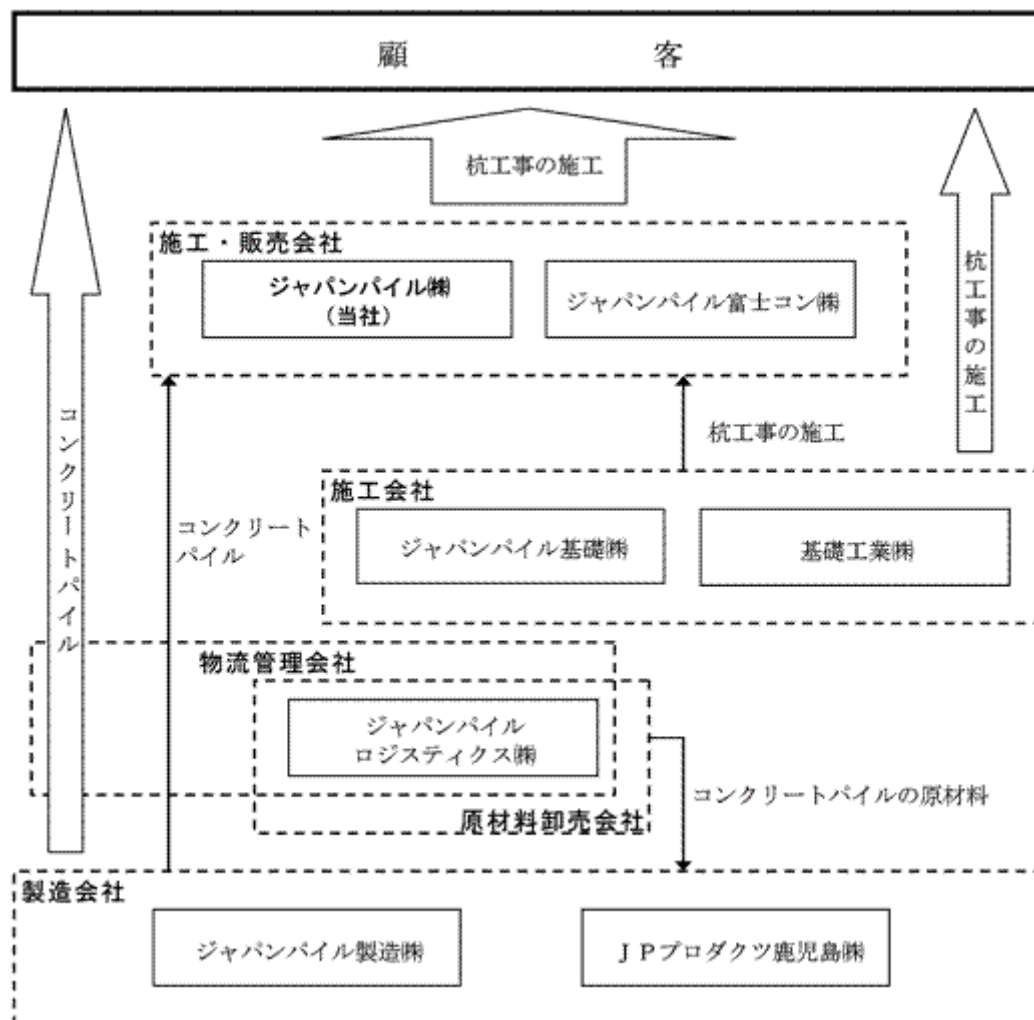 顧客
杭工事の施工
施工・販売会社
ジャパンパイル㈱
（当社）
ジャパンパイル富士コン㈱
杭工事の施工
コンクリートパイル
杭工事の施工
コンクリート
パイル
施工会社
ジャパンパイル基礎㈱
基礎工業㈱
物流管理会社
ジャパンパイル
ロジスティクス㈱
原材料卸売会社
コンクリートパイルの原材料
製造会社
ジャパンパイル製造㈱
ＪＰプロダクツ鹿児島㈱